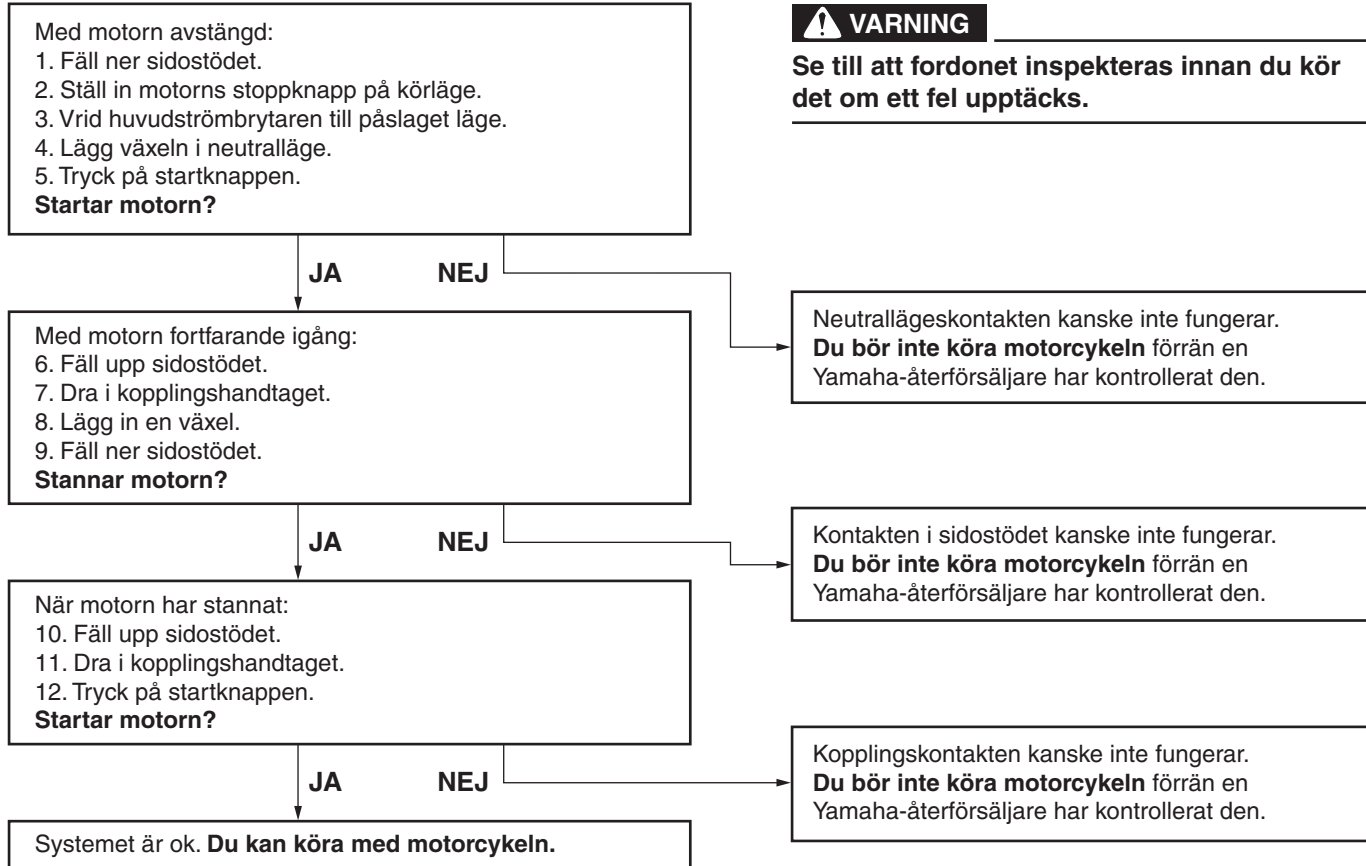 Med motorn avstängd:
1. Fäll ner sidostödet.
2. Ställ in motorns stoppknapp på körläge.
3. Vrid huvudströmbrytaren till påslaget läge.
4. Lägg växeln i neutralläge.
5. Tryck på startknappen.
Startar motorn?
VARNING
Se till att fordonet inspekteras innan du kör
det om ett fel upptäcks.
JA
NEJ
Neutrallägeskontakten kanske inte fungerar.
Du bör inte köra motorcykeln förrän en
Yamaha-återförsäljare har kontrollerat den.
Med motorn fortfarande igång:
6. Fäll upp sidostödet.
7. Dra i kopplingshandtaget.
8. Lägg in en växel.
9. Fäll ner sidostödet.
Stannar motorn?
JA
NEJ
Kontakten i sidostödet kanske inte fungerar.
Du bör inte köra motorcykeln förrän en
Yamaha-återförsäljare har kontrollerat den.
När motorn har stannat:
10. Fäll upp sidostödet.
11. Dra i kopplingshandtaget.
12. Tryck på startknappen.
Startar motorn?
JA
NEJ
Kopplingskontakten kanske inte fungerar.
Du bör inte köra motorcykeln förrän en
Yamaha-återförsäljare har kontrollerat den.
Systemet är ok. Du kan köra med motorcykeln.